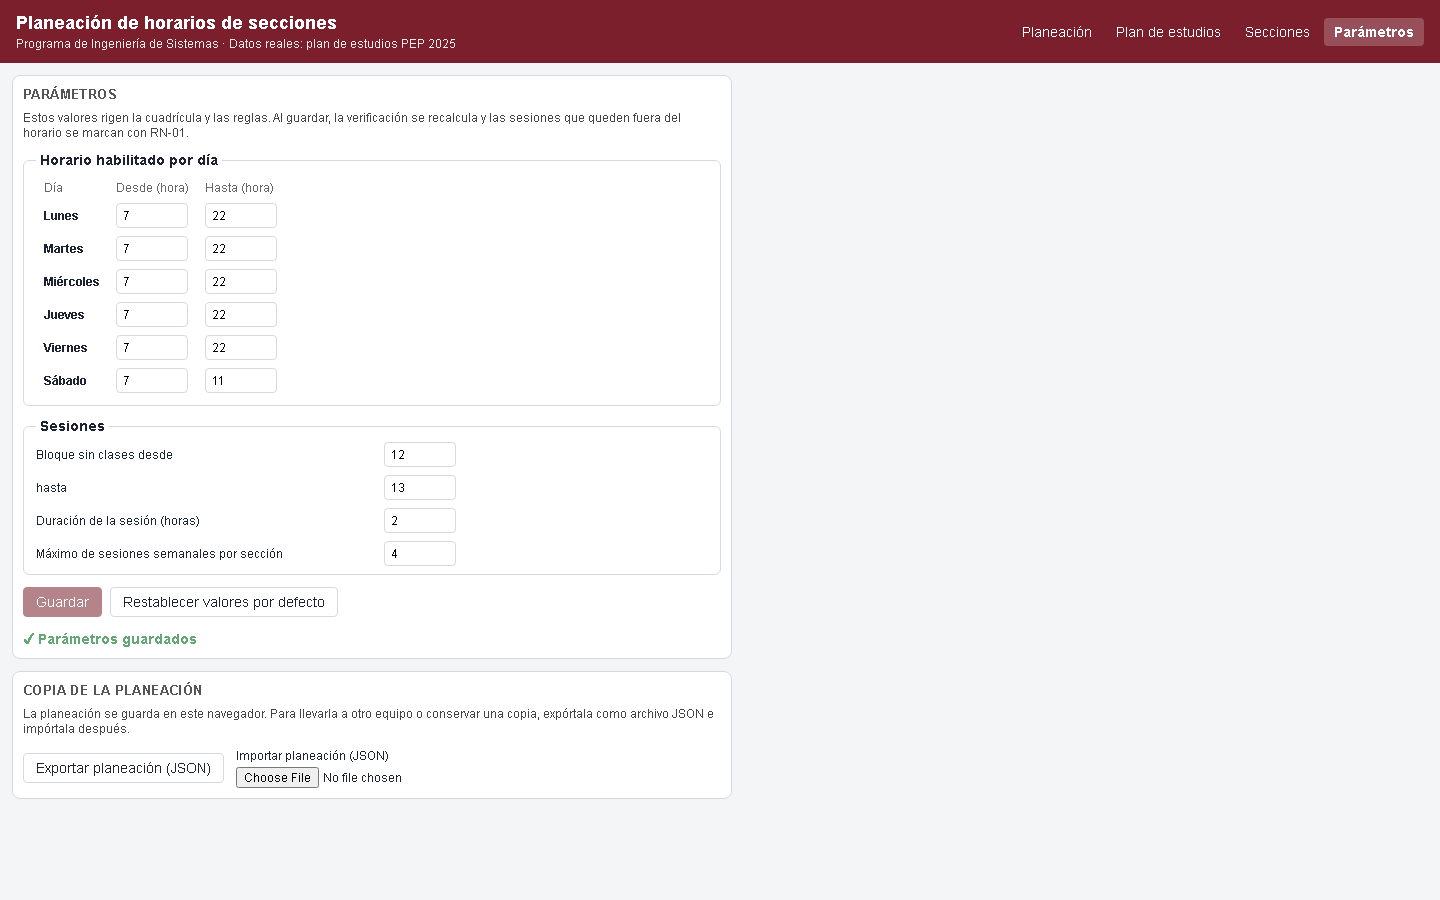 Planeación de horarios de secciones
Programa de Ingeniería de Sistemas · Datos reales: plan de estudios PEP 2025
Planeación Plan de estudios Secciones Parámetros
PARÁMETROS
Estos valores rigen la cuadrícula y las reglas. Al guardar, la verificación se recalcula y las sesiones que queden fuera del
horario se marcan con RN-01.
Horario habilitado por día
Día Desde (hora) Hasta (hora)
Lunes 7 22
Martes 7 22
Miércoles 7 22
Jueves 7 22
Viernes 7 22
Sábado 7 11
Sesiones
Bloque sin clases desde 12
hasta 13
Duración de la sesión (horas) 2
Máximo de sesiones semanales por sección 4
Guardar Restablecer valores por defecto
✓ Parámetros guardados
COPIA DE LA PLANEACIÓN
La planeación se guarda en este navegador. Para llevarla a otro equipo o conservar una copia, expórtala como archivo JSON e
impórtala después.
Exportar planeación (JSON)
Importar planeación (JSON)
Choose File No file chosen